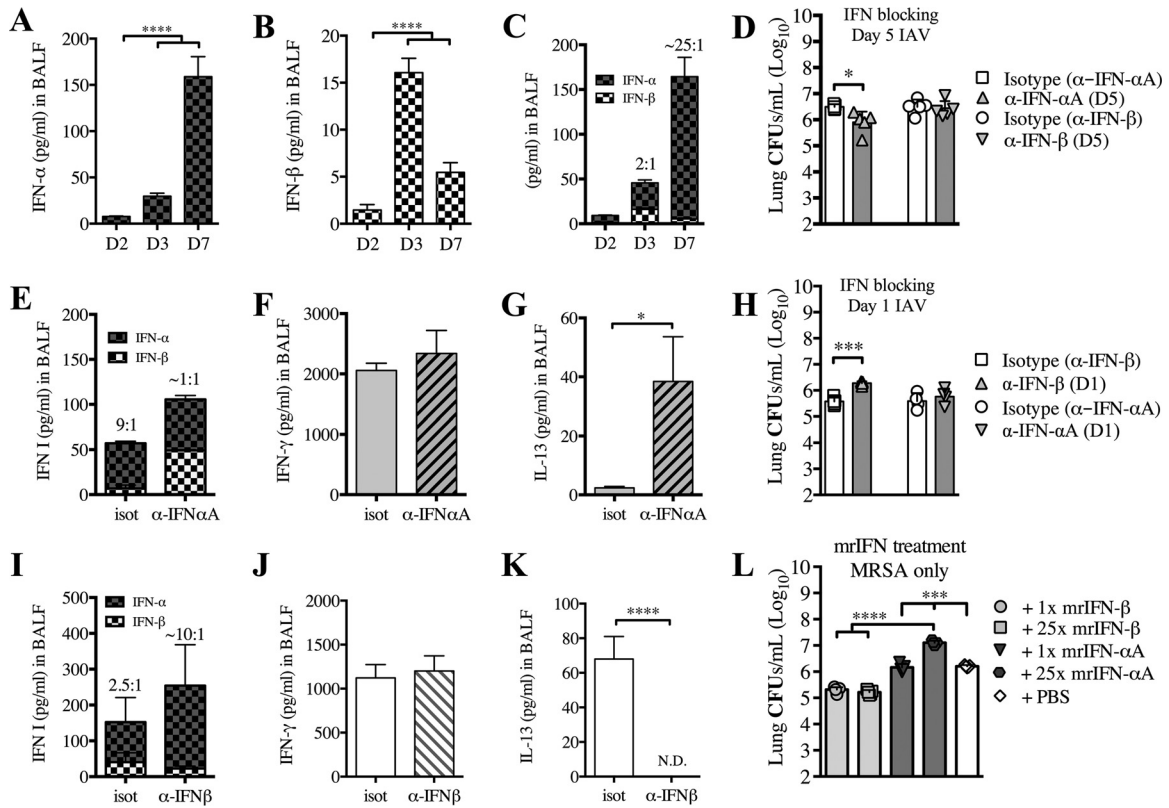 A
****
IFN-α (pg/ml) in BALF
200
150
100
50
0
D2 D3 D7
B
****
IFN-β (pg/ml) in BALF
20
15
10
5
0
D2 D3 D7
C
~25:1
(pg/ml) in BALF
200
150
100
50
0
IFN-α
IFN-β
2:1
D2 D3 D7
D
IFN blocking
Day 5 IAV
Lung CFUs/mL (Log10)
10
9
8
7
6
5
4
3
2
*
Isotype (α−IFN-αA)
α-IFN-αA (D5)
Isotype (α-IFN-β)
α-IFN-β (D5)
E
IFN I (pg/ml) in BALF
200
150
100
50
0
IFN-α
IFN-β
9:1
~1:1
isot α-IFNαA
F
IFN-γ (pg/ml) in BALF
3000
2000
1000
0
isot α-IFNαA
G
IL-13 (pg/ml) in BALF
60
40
20
0
*
isot α-IFNαA
H
IFN blocking
Day 1 IAV
Lung CFUs/mL (Log10)
10
9
8
7
6
5
4
3
2
***
Isotype (α-IFN-β)
α-IFN-β (D1)
Isotype (α−IFN-αA)
α-IFN-αA (D1)
I
IFN I (pg/ml) in BALF
500
400
300
200
100
0
IFN-α
IFN-β
2.5:1
~10:1
isot α-IFNβ
J
IFN-γ (pg/ml) in BALF
2000
1500
1000
500
0
isot α-IFNβ
K
IL-13 (pg/ml) in BALF
100
80
60
40
20
0
****
N.D.
isot α-IFNβ
L
mrIFN treatment
MRSA only
Lung CFUs/mL (Log10)
10
9
8
7
6
5
4
3
2
****
***
+ 1x mrIFN-β
+ 25x mrIFN-β
+ 1x mrIFN-αA
+ 25x mrIFN-αA
+ PBS